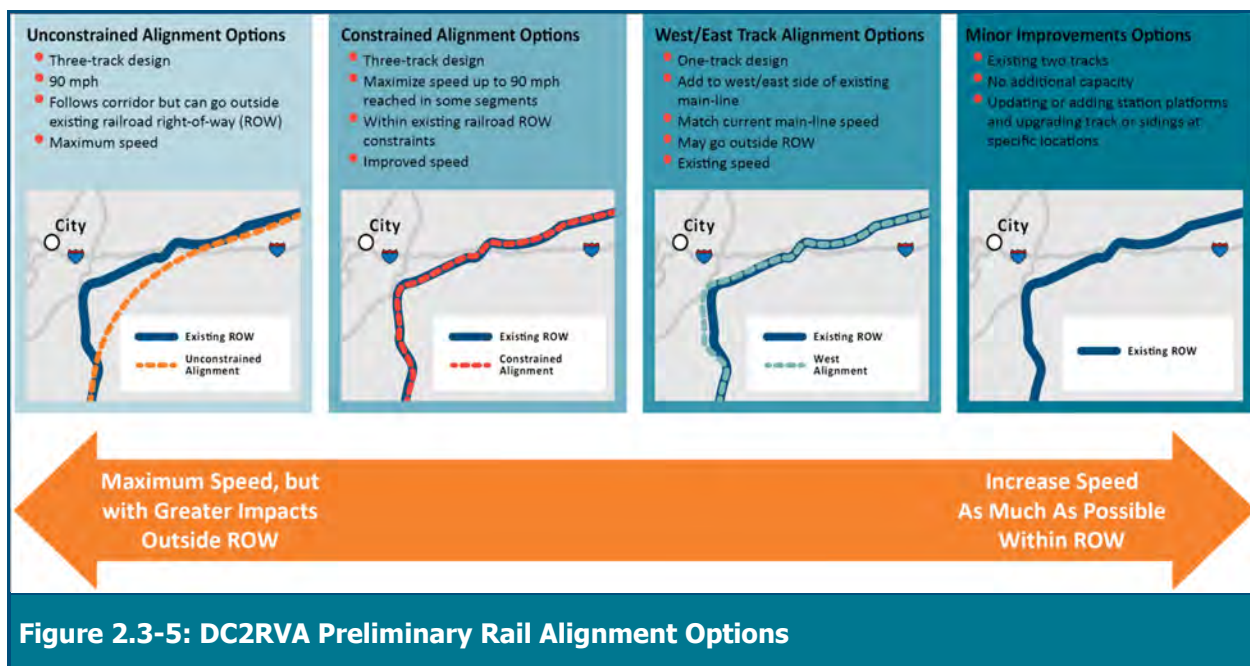 Unconstrained Alignment Options
Three-track design
90 mph
Follows corridor but can go outside
existing railroad right-of-way (ROW)
Maximum speed
City
Existing ROW
Unconstrained
Alignment
Constrained Alignment Options
Three-track design
Maximize speed up to 90 mph
reached in some segments
Within existing railroad ROW
constraints
Improved speed
City
Existing ROW
Constrained
Alignment
West/East Track Alignment Options
One-track design
Add to west/east side of existing
main-line
Match current main-line speed
May go outside ROW
Existing speed
City
Existing ROW
West
Alignment
Minor Improvements Options
Existing two tracks
No additional capacity
Updating or adding station platforms
and upgrading track or sidings at
specific locations
City
Existing ROW
Maximum Speed, but
with Greater Impacts
Outside ROW
Increase Speed
As Much As Possible
Within ROW
Figure 2.3-5: DC2RVA Preliminary Rail Alignment Options